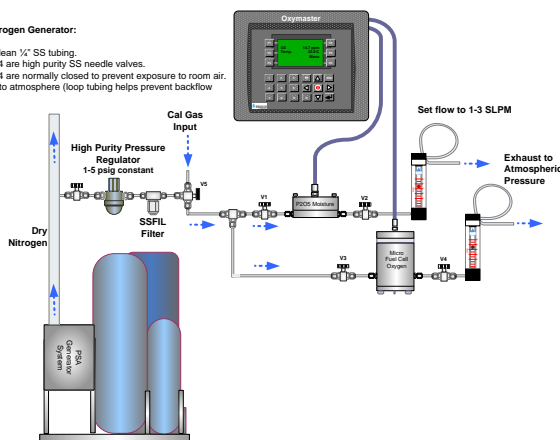 rogen Generator:
lean ¼" SS tubing.
4 are high purity SS needle valves.
4 are normally closed to prevent exposure to room air.
to atmosphere (loop tubing helps prevent backflow
Oxymaster
Cal Gas
Input
High Purity Pressure
Regulator
1-5 psig constant
V5
SSFIL
Filter
Dry
Nitrogen
PSA
Generator
System
V1
P2O5 Moisture
V2
V3
Micro
Fuel Cell
Oxygen
V4
Set flow to 1-3 SLPM
Exhaust to
Atmospheric
Pressure